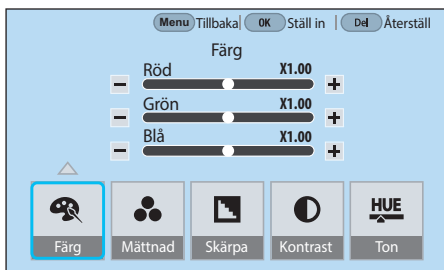 Menu Tillbaka| OK Ställ in | Del Återställ
Färg
Röd X1.00
Grön X1.00
Blå X1.00
HUE
Färg Mättnad Skärpa Kontrast Ton